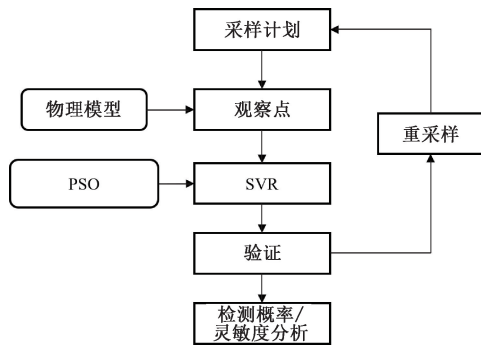 采样计划
物理模型
观察点
重采样
PSO
SVR
验证
检测概率/
灵敏度分析